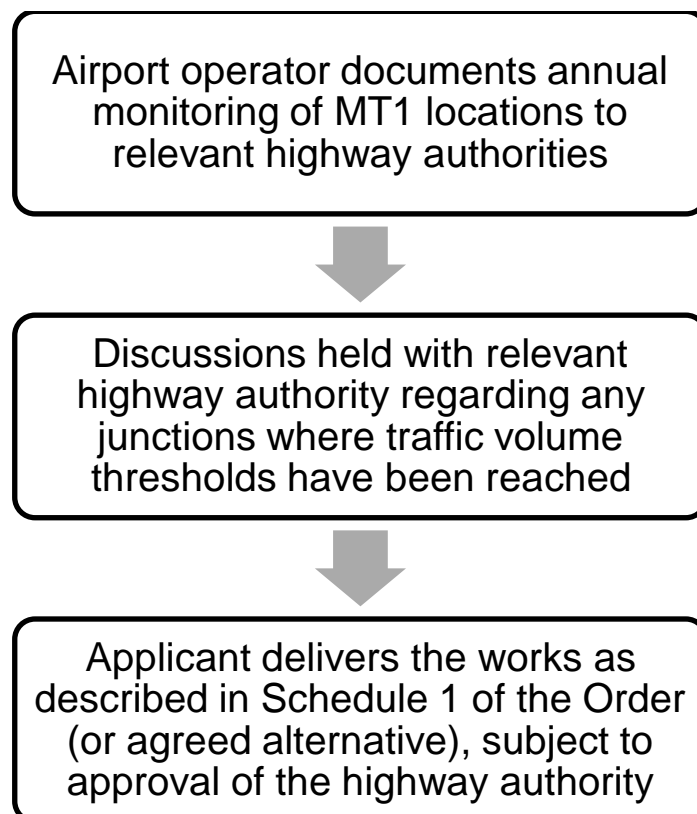 Airport operator documents annual
monitoring of MT1 locations to
relevant highway authorities
Discussions held with relevant
highway authority regarding any
junctions where traffic volume
thresholds have been reached
Applicant delivers the works as
described in Schedule 1 of the Order
(or agreed alternative), subject to
approval of the highway authority